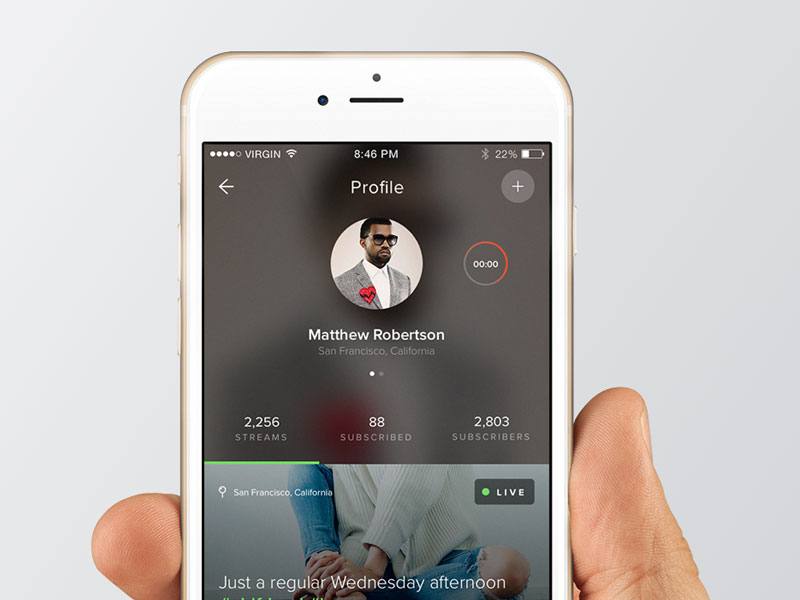 VIRGIN 8:46 PM 22%
Profile
00:00
Matthew Robertson
San Francisco, California
2,256 88 2,803
STREAMS SUBSCRIBED SUBSCRIBERS
San Francisco, California LIVE
Just a regular Wednesday afternoon